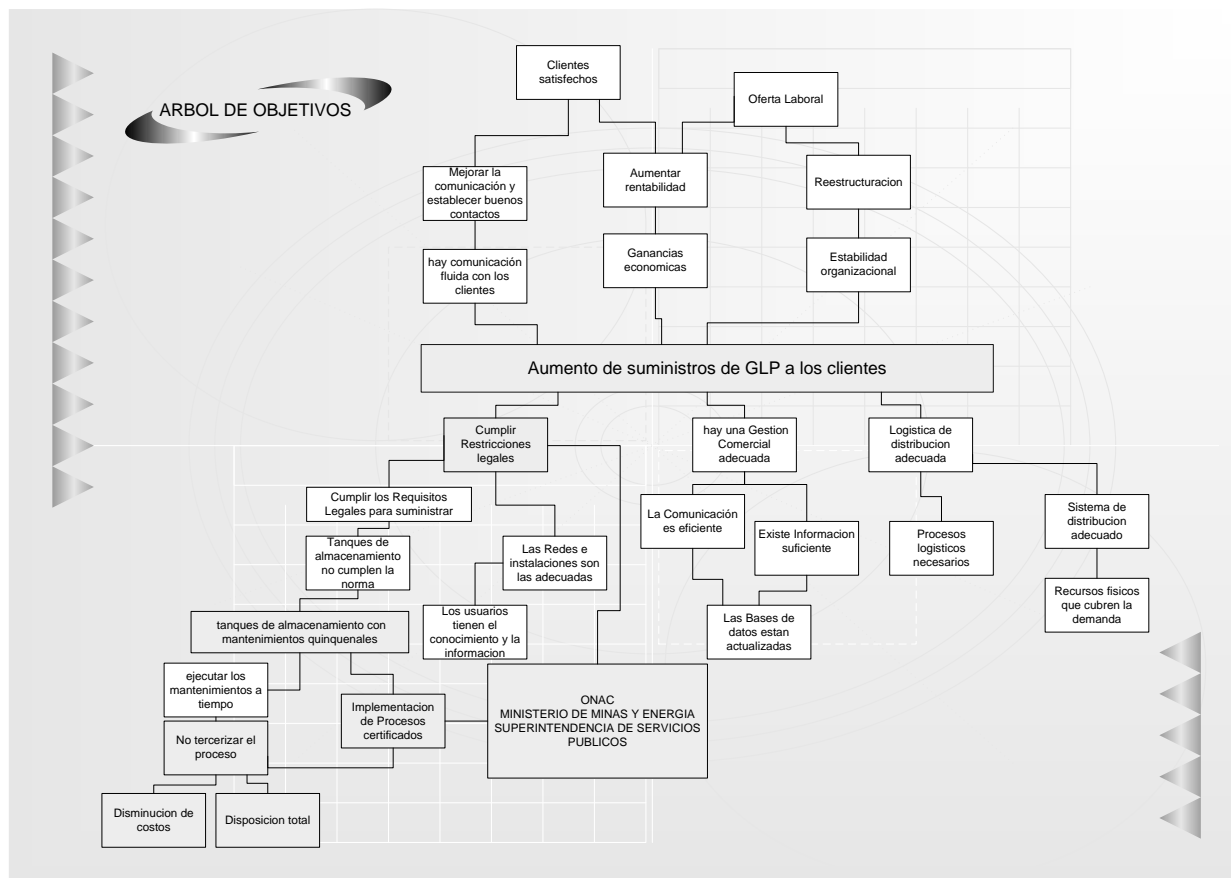 ARBOL DE OBJETIVOS
Clientes
satisfechos
Oferta Laboral
Mejorar la
comunicación y
establecer buenos
contactos
Aumentar
rentabilidad
Reestructuracion
hay comunicación
fluida con los
clientes
Ganancias
economicas
Estabilidad
organizacional
Aumento de suministros de GLP a los clientes
Cumplir
Restricciones
legales
hay una Gestion
Comercial
adecuada
Logistica de
distribucion
adecuada
Cumplir los Requisitos
Legales para suministrar
La Comunicación
es eficiente
Existe Informacion
suficiente
Procesos
logisticos
necesarios
Sistema de
distribucion
adecuado
Tanques de
almacenamiento
no cumplen la
norma
Las Redes e
instalaciones son
las adecuadas
Recursos fisicos
que cubren la
demanda
tanques de almacenamiento con
mantenimientos quinquenales
Los usuarios
tienen el
conocimiento y la
informacion
Las Bases de
datos estan
actualizadas
ejecutar los
mantenimientos a
tiempo
Implementacion
de Procesos
certificados
ONAC
MINISTERIO DE MINAS Y ENERGIA
SUPERINTENDENCIA DE SERVICIOS
PUBLICOS
No tercerizar el
proceso
Disminucion de
costos
Disposicion total